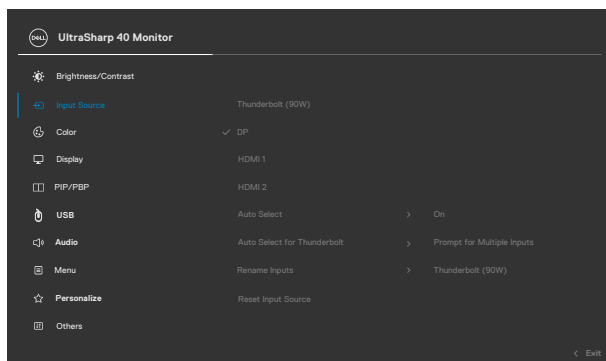 DELL UltraSharp 40 Monitor
Brightness/Contrast
Input Source Thunderbolt (90W)
Color DP
Display HDMI 1
PIP/PBP HDMI 2
USB Auto Select > On
Audio Auto Select for Thunderbolt > Prompt for Multiple Inputs
Menu Rename Inputs > Thunderbolt (90W)
Personalize Reset Input Source
Others
< Exit